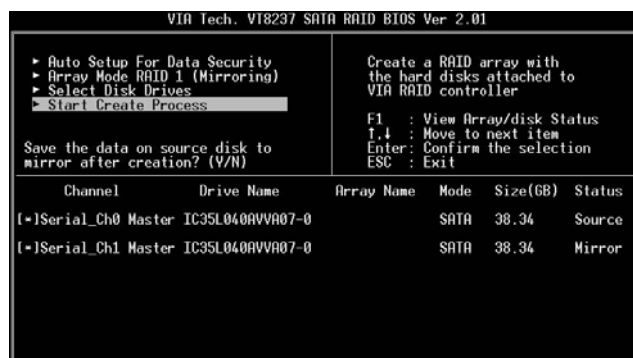 VIA Tech. VT8237 SATA RAID BIOS Ver 2.01
► Auto Setup For Data Security
► Array Mode RAID 1 (Mirroring)
► Select Disk Drives
► Start Create Process
Save the data on source disk to
mirror after creation? (Y/N)
Create a RAID array with
the hard disks attached to
VIA RAID controller
F1 : View Array/disk Status
↑,↓ : Move to next item
Enter: Confirm the selection
ESC : Exit
Channel Drive Name Array Name Mode Size(GB) Status
[*]Serial_Ch0 Master IC35L040AVVA07-0 SATA 38.34 Source
[*]Serial_Ch1 Master IC35L040AVVA07-0 SATA 38.34 Mirror